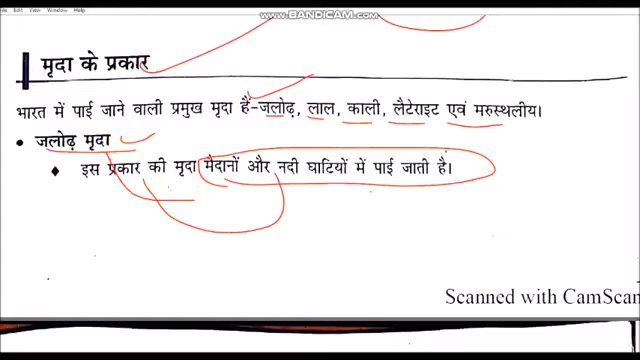 www.BANDICAM.com
File Edit View Window Help
मृदा के प्रकार
भारत में पाई जाने वाली प्रमुख मृदा हैं-जलोढ़, लाल, काली, लैटेराइट एवं मरुस्थलीय।
• जलोढ़ मृदा
♦ इस प्रकार की मृदा मैदानों और नदी घाटियों में पाई जाती है।
Scanned with CamScan